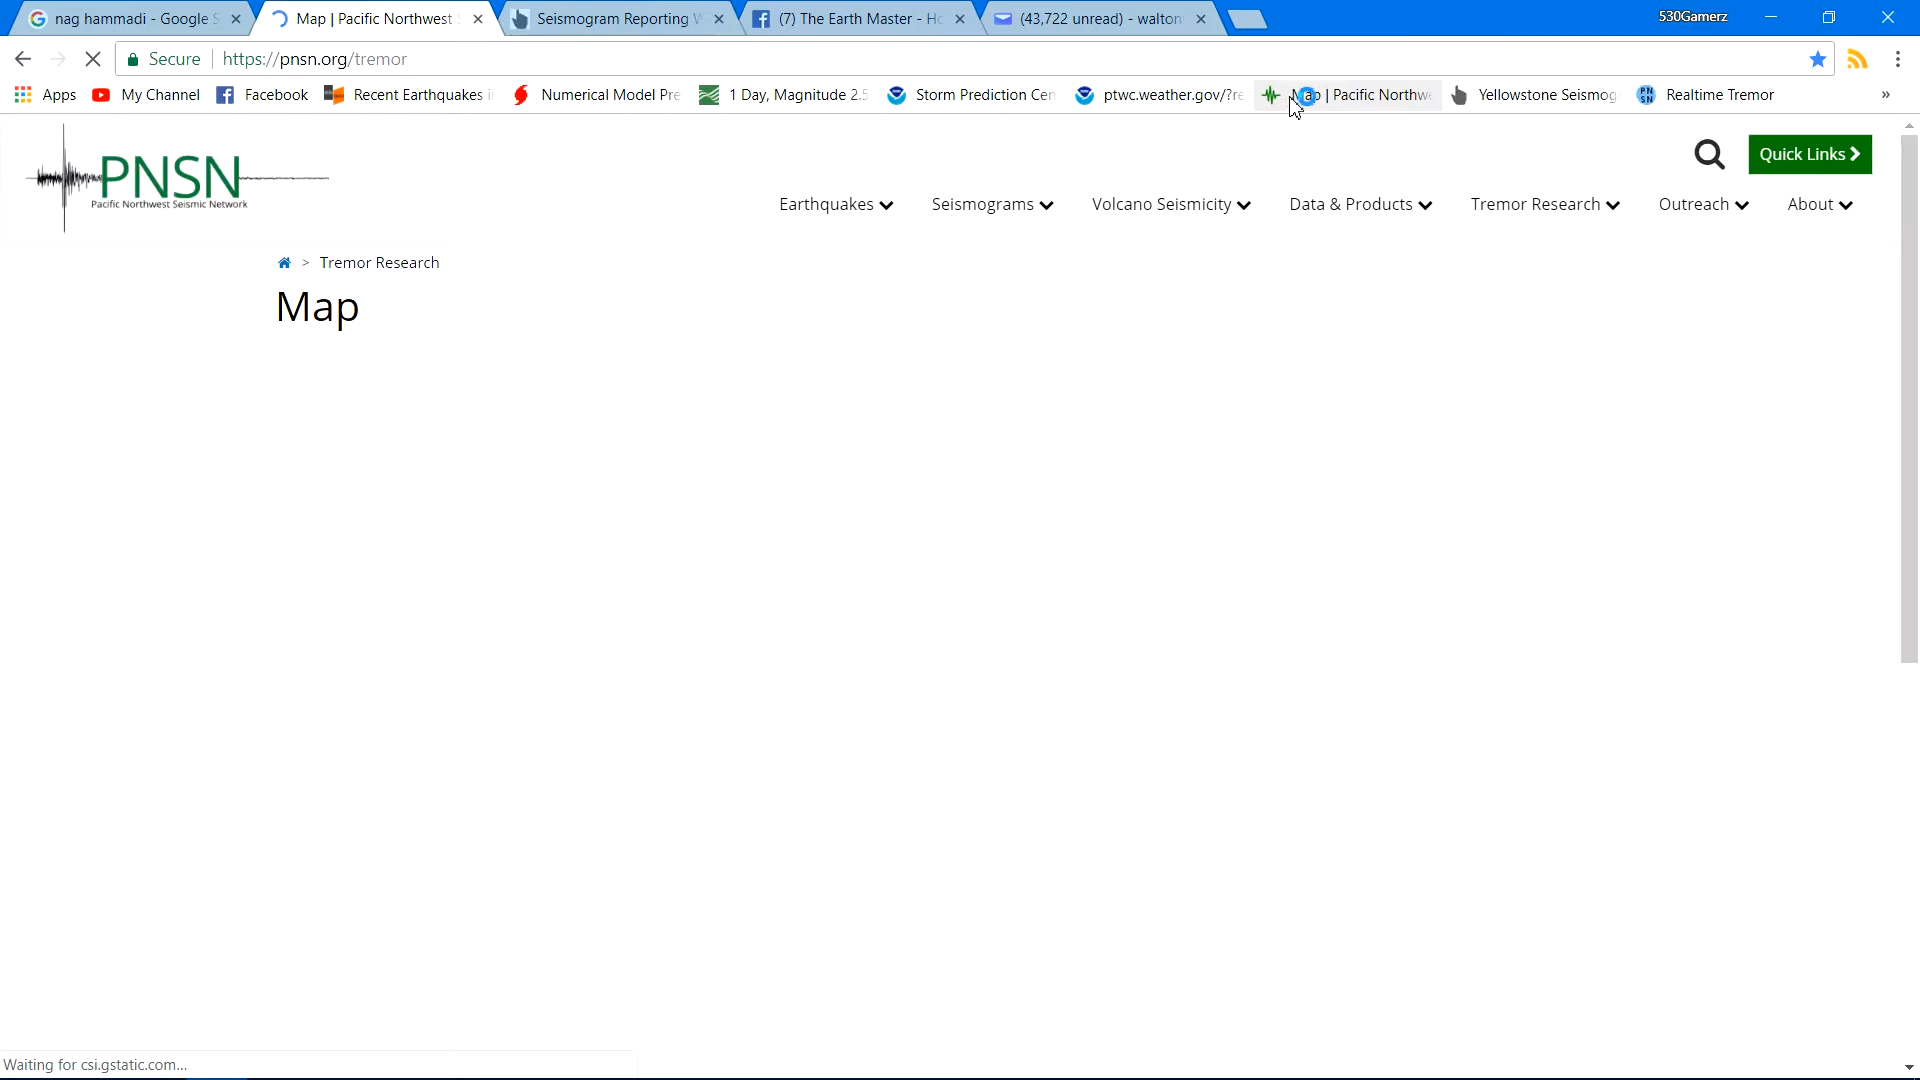 nag hammadi - Google S
Map | Pacific Northwest S
Seismogram Reporting W
(7) The Earth Master - Ho
(43,722 unread) - walton
530Gamerz
Secure
https://pnsn.org/tremor
Apps
My Channel
Facebook
Recent Earthquakes i
Numerical Model Pre
1 Day, Magnitude 2.5
Storm Prediction Cen
ptwc.weather.gov/?re
Map | Pacific Northwe
Yellowstone Seismog
Realtime Tremor
»
PNSN
Pacific Northwest Seismic Network
Quick Links
Earthquakes
Seismograms
Volcano Seismicity
Data & Products
Tremor Research
Outreach
About
> Tremor Research
Map
Waiting for csi.gstatic.com...